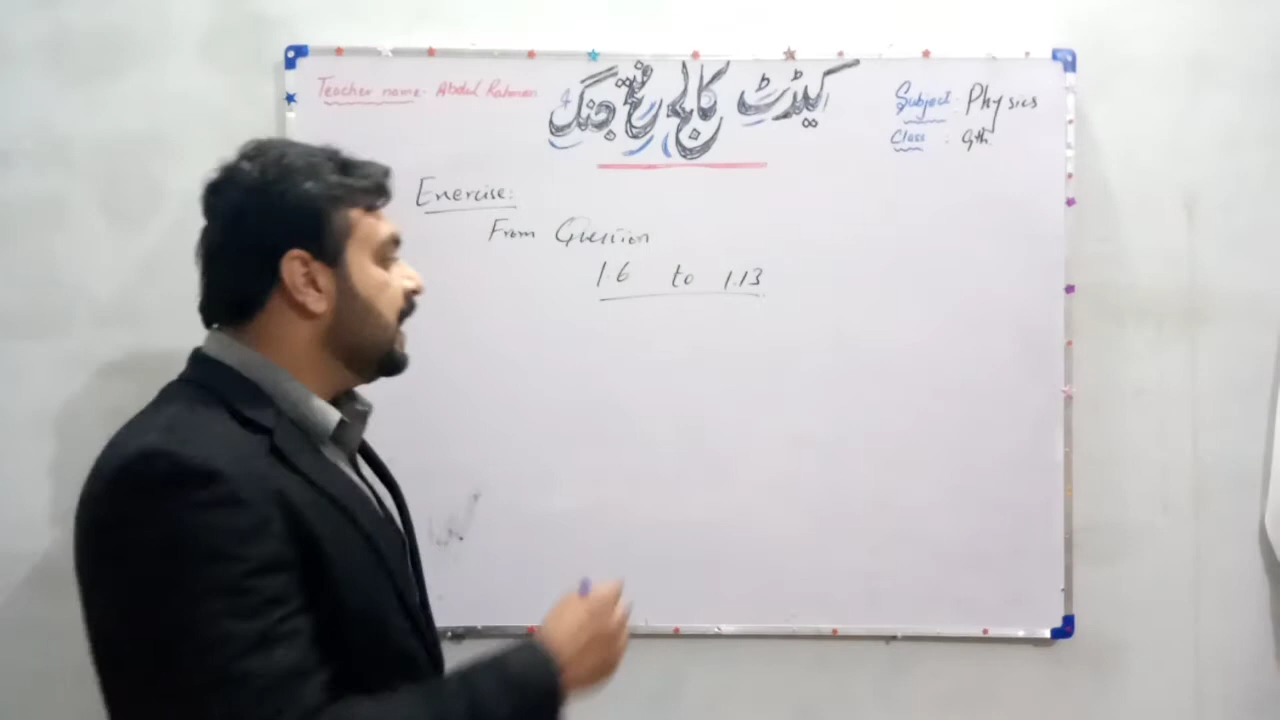 Teacher name:- Abdul Rahman
کیڈٹ کالج فتح جنگ
Subject: Physics
Class: 9th.
Exercise:
From Question
1.6 to 1.13